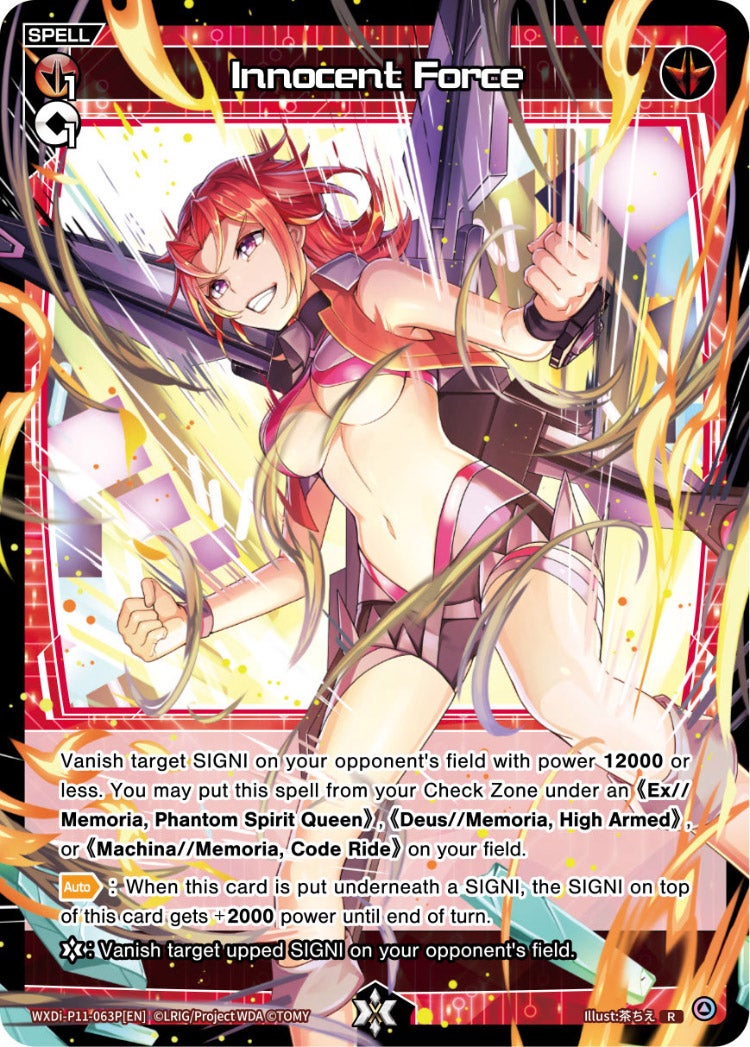 SPELL
Innocent Force
1
1
Vanish target SIGNI on your opponent's field with power 12000 or
less. You may put this spell from your Check Zone under an 《Ex//
Memoria, Phantom Spirit Queen》, 《Deus//Memoria, High Armed》,
or 《Machina//Memoria, Code Ride》 on your field.
Auto : When this card is put underneath a SIGNI, the SIGNI on top
of this card gets +2000 power until end of turn.
: Vanish target upped SIGNI on your opponent's field.
WXDi-P11-063P[EN] ©LRIG/Project WDA ©TOMY
Illust:茶ちえ R